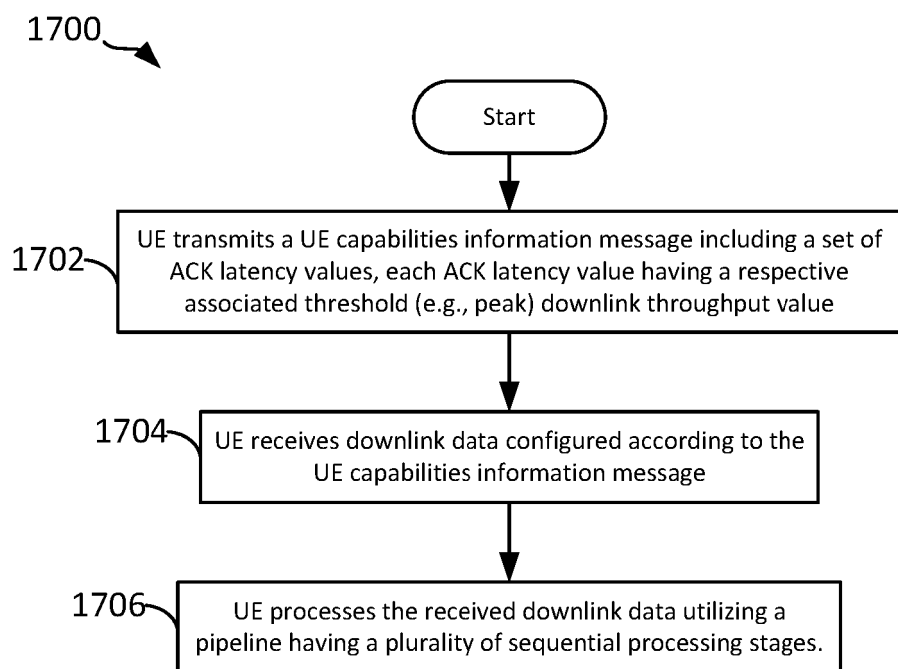 1700
Start
1702
UE transmits a UE capabilities information message including a set of
ACK latency values, each ACK latency value having a respective
associated threshold (e.g., peak) downlink throughput value
1704
UE receives downlink data configured according to the
UE capabilities information message
1706
UE processes the received downlink data utilizing a
pipeline having a plurality of sequential processing stages.